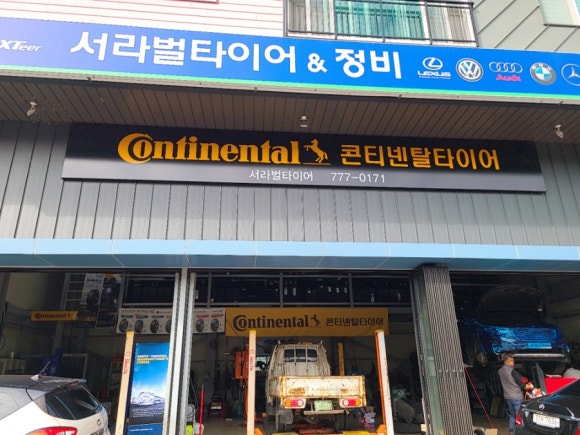 XTeer 서라벌타이어 & 정비 LEXUS Audi
Continental 콘티넨탈타이어
서라벌타이어 777-0171
Continental
Continental 콘티넨탈타이어